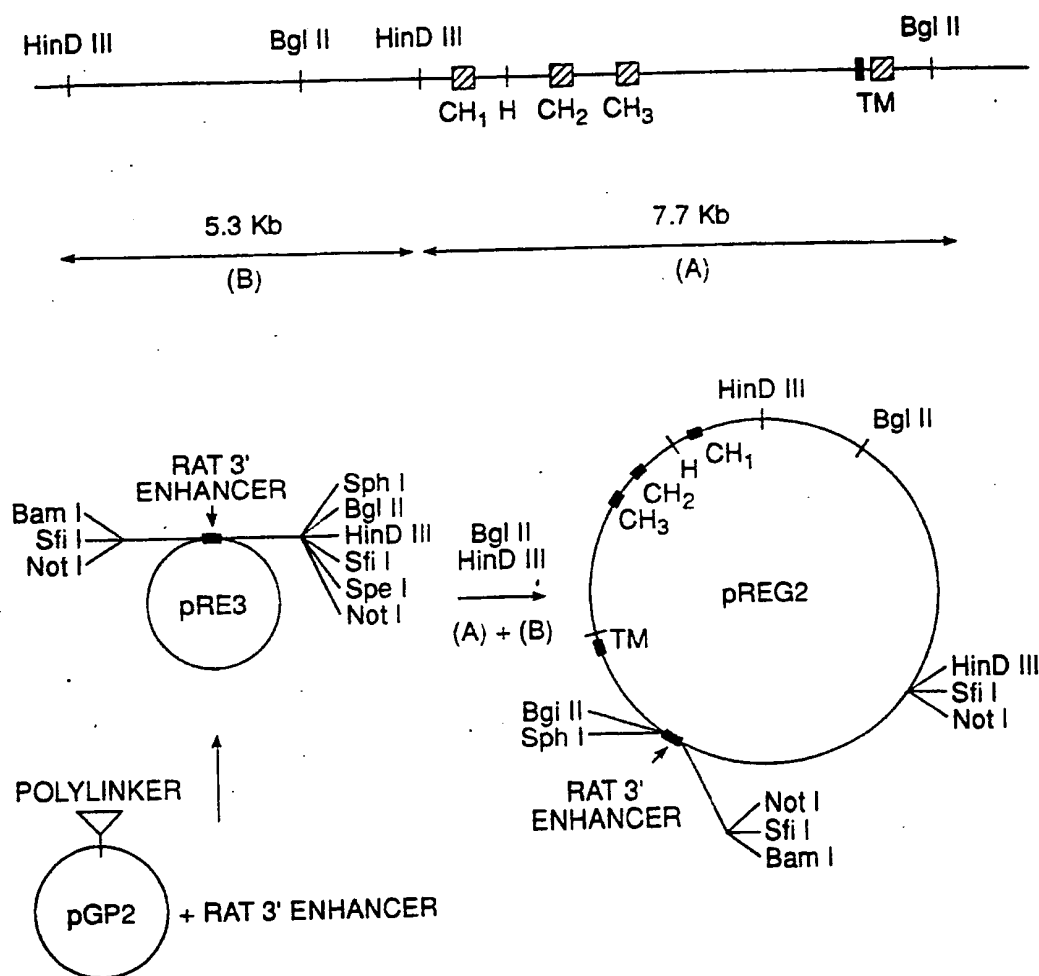 HinD III
Bgl II
HinD III
Bgl II
CH1
H
CH2
CH3
TM
5.3 Kb
(B)
7.7 Kb
(A)
RAT 3'
ENHANCER
Bam I
Sfi I
Not I
Sph I
Bgl II
HinD III
Sfi I
Spe I
Not I
pRE3
Bgl II
HinD III
(A) + (B)
HinD III
Bgl II
CH1
H
CH2
CH3
pREG2
TM
Bgi II
Sph I
RAT 3'
ENHANCER
HinD III
Sfi I
Not I
Not I
Sfi I
Bam I
POLYLINKER
pGP2
+ RAT 3' ENHANCER